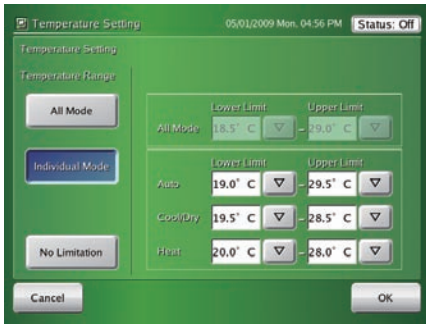 Temperature Setting 05/01/2009 Mon. 04:56 PM Status: Off
Temperature Setting
Temperature Range
All Mode
Individual Mode
No Limitation
Lower Limit Upper Limit
All Mode 18.5° C - 29.0° C
Lower Limit Upper Limit
Auto 19.0° C - 29.5° C
Cool/Dry 19.5° C - 28.5° C
Heat 20.0° C - 28.0° C
Cancel OK